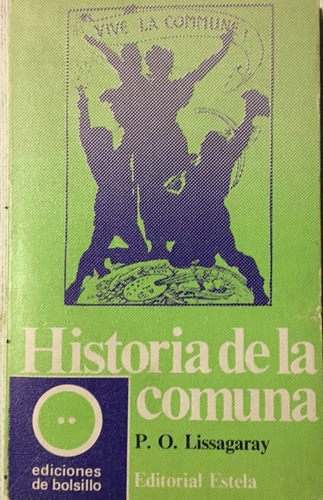 VIVE LA COMMUNE!
Historia de la
comuna
P. O. Lissagaray
Editorial Estela
ediciones
de bolsillo